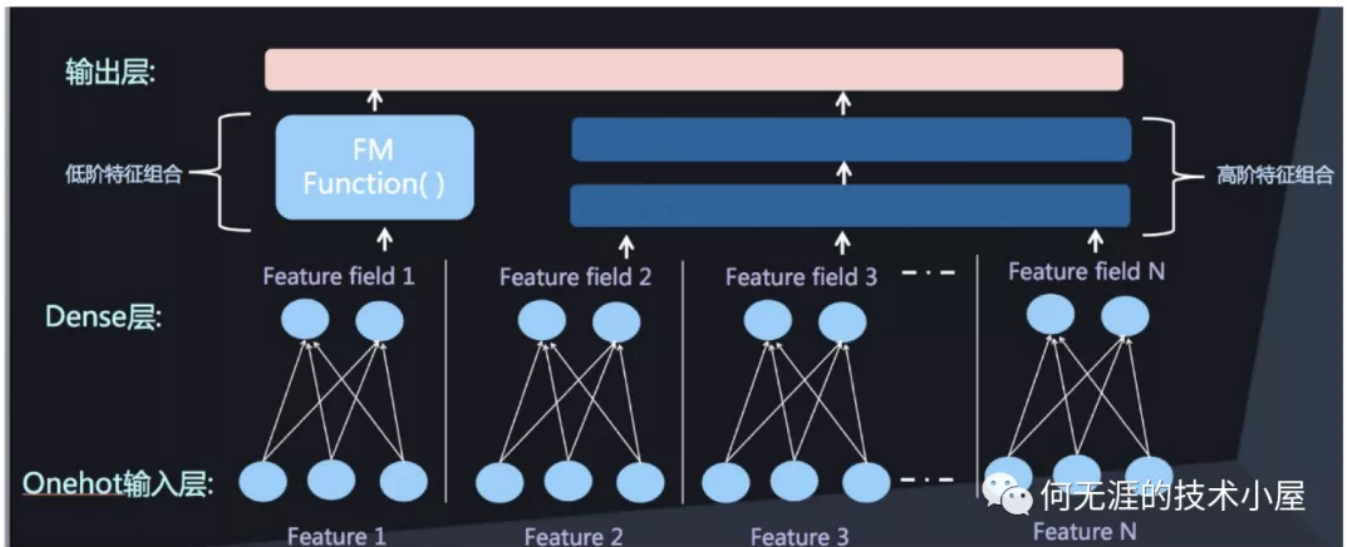 输出层:
FM
Function( )
低阶特征组合
高阶特征组合
Feature field 1
Feature field 2
Feature field 3
Feature field N
Dense层:
Onehot输入层:
何无涯的技术小屋
Feature 1
Feature 2
Feature 3
Feature N